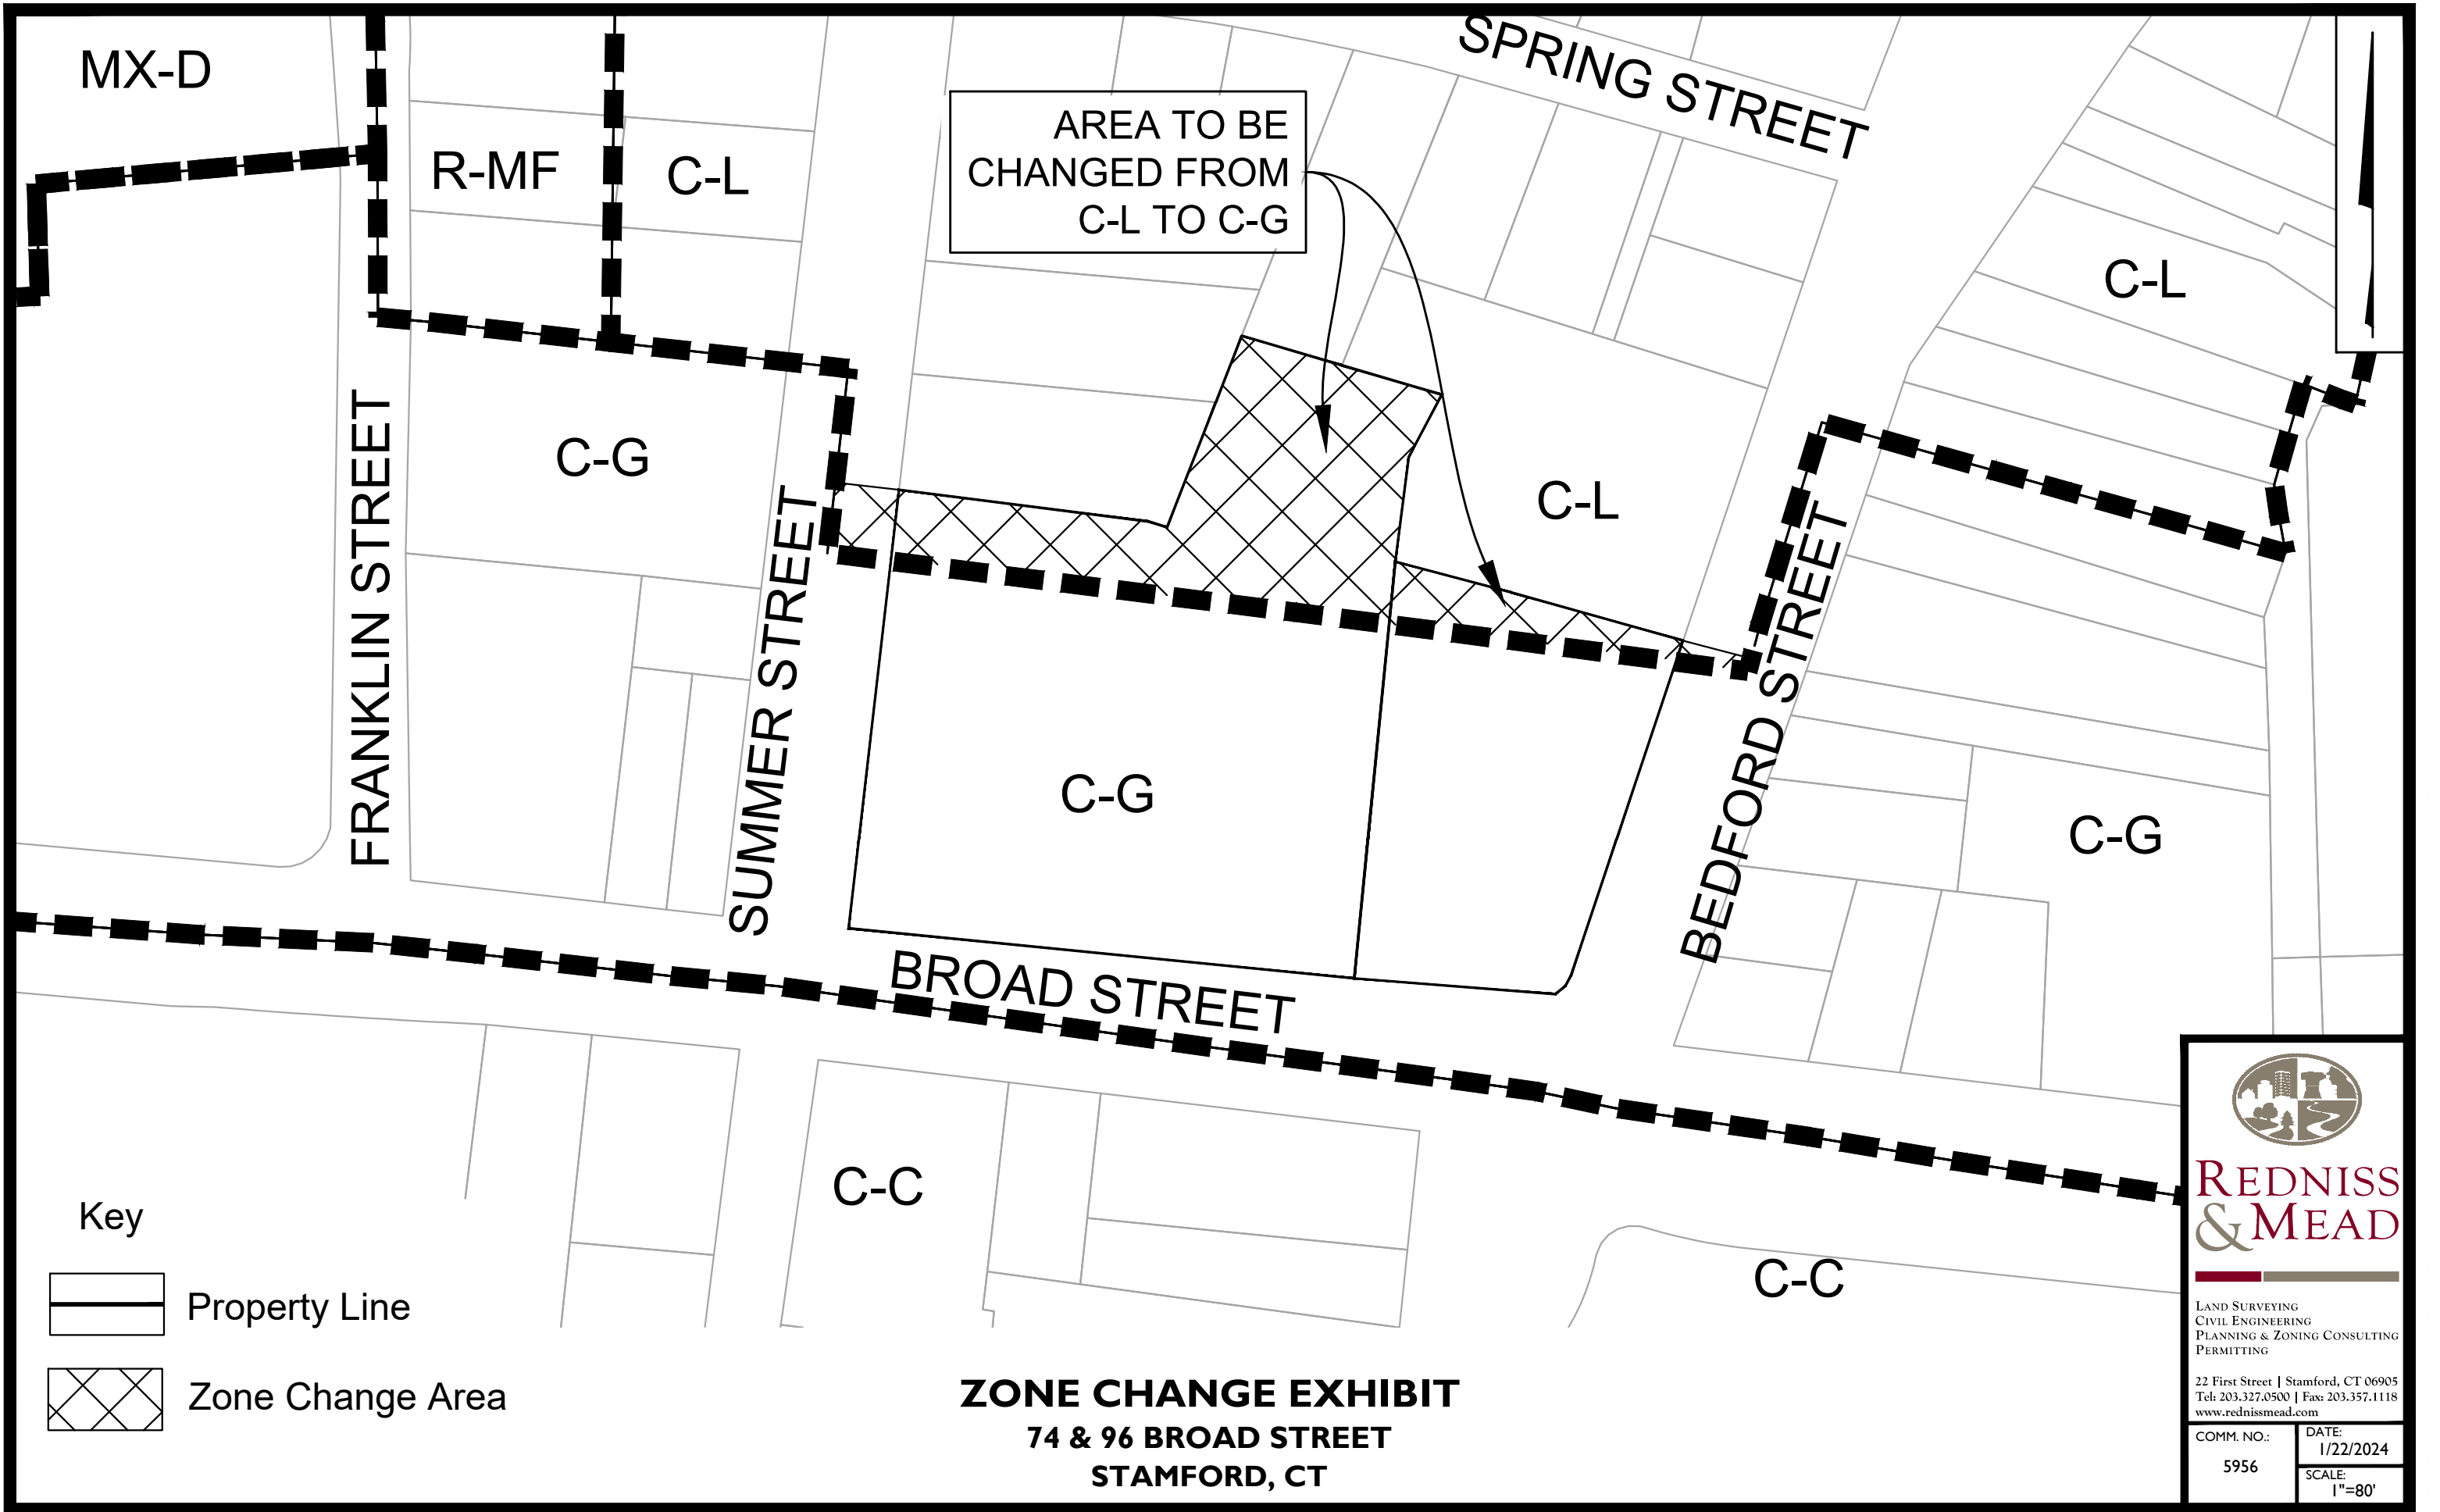 MX-D
SPRING STREET
AREA TO BE
CHANGED FROM
C-L TO C-G
R-MF
C-L
C-L
C-G
C-L
FRANKLIN STREET
SUMMER STREET
BEDFORD STREET
C-G
C-G
BROAD STREET
C-C
C-C
Key
Property Line
Zone Change Area
ZONE CHANGE EXHIBIT
74 & 96 BROAD STREET
STAMFORD, CT
REDNISS
& MEAD
LAND SURVEYING
CIVIL ENGINEERING
PLANNING & ZONING CONSULTING
PERMITTING
22 First Street | Stamford, CT 06905
Tel: 203.327.0500 | Fax: 203.357.1118
www.rednissmead.com
COMM. NO.:
5956
DATE:
1/22/2024
SCALE:
1"=80'